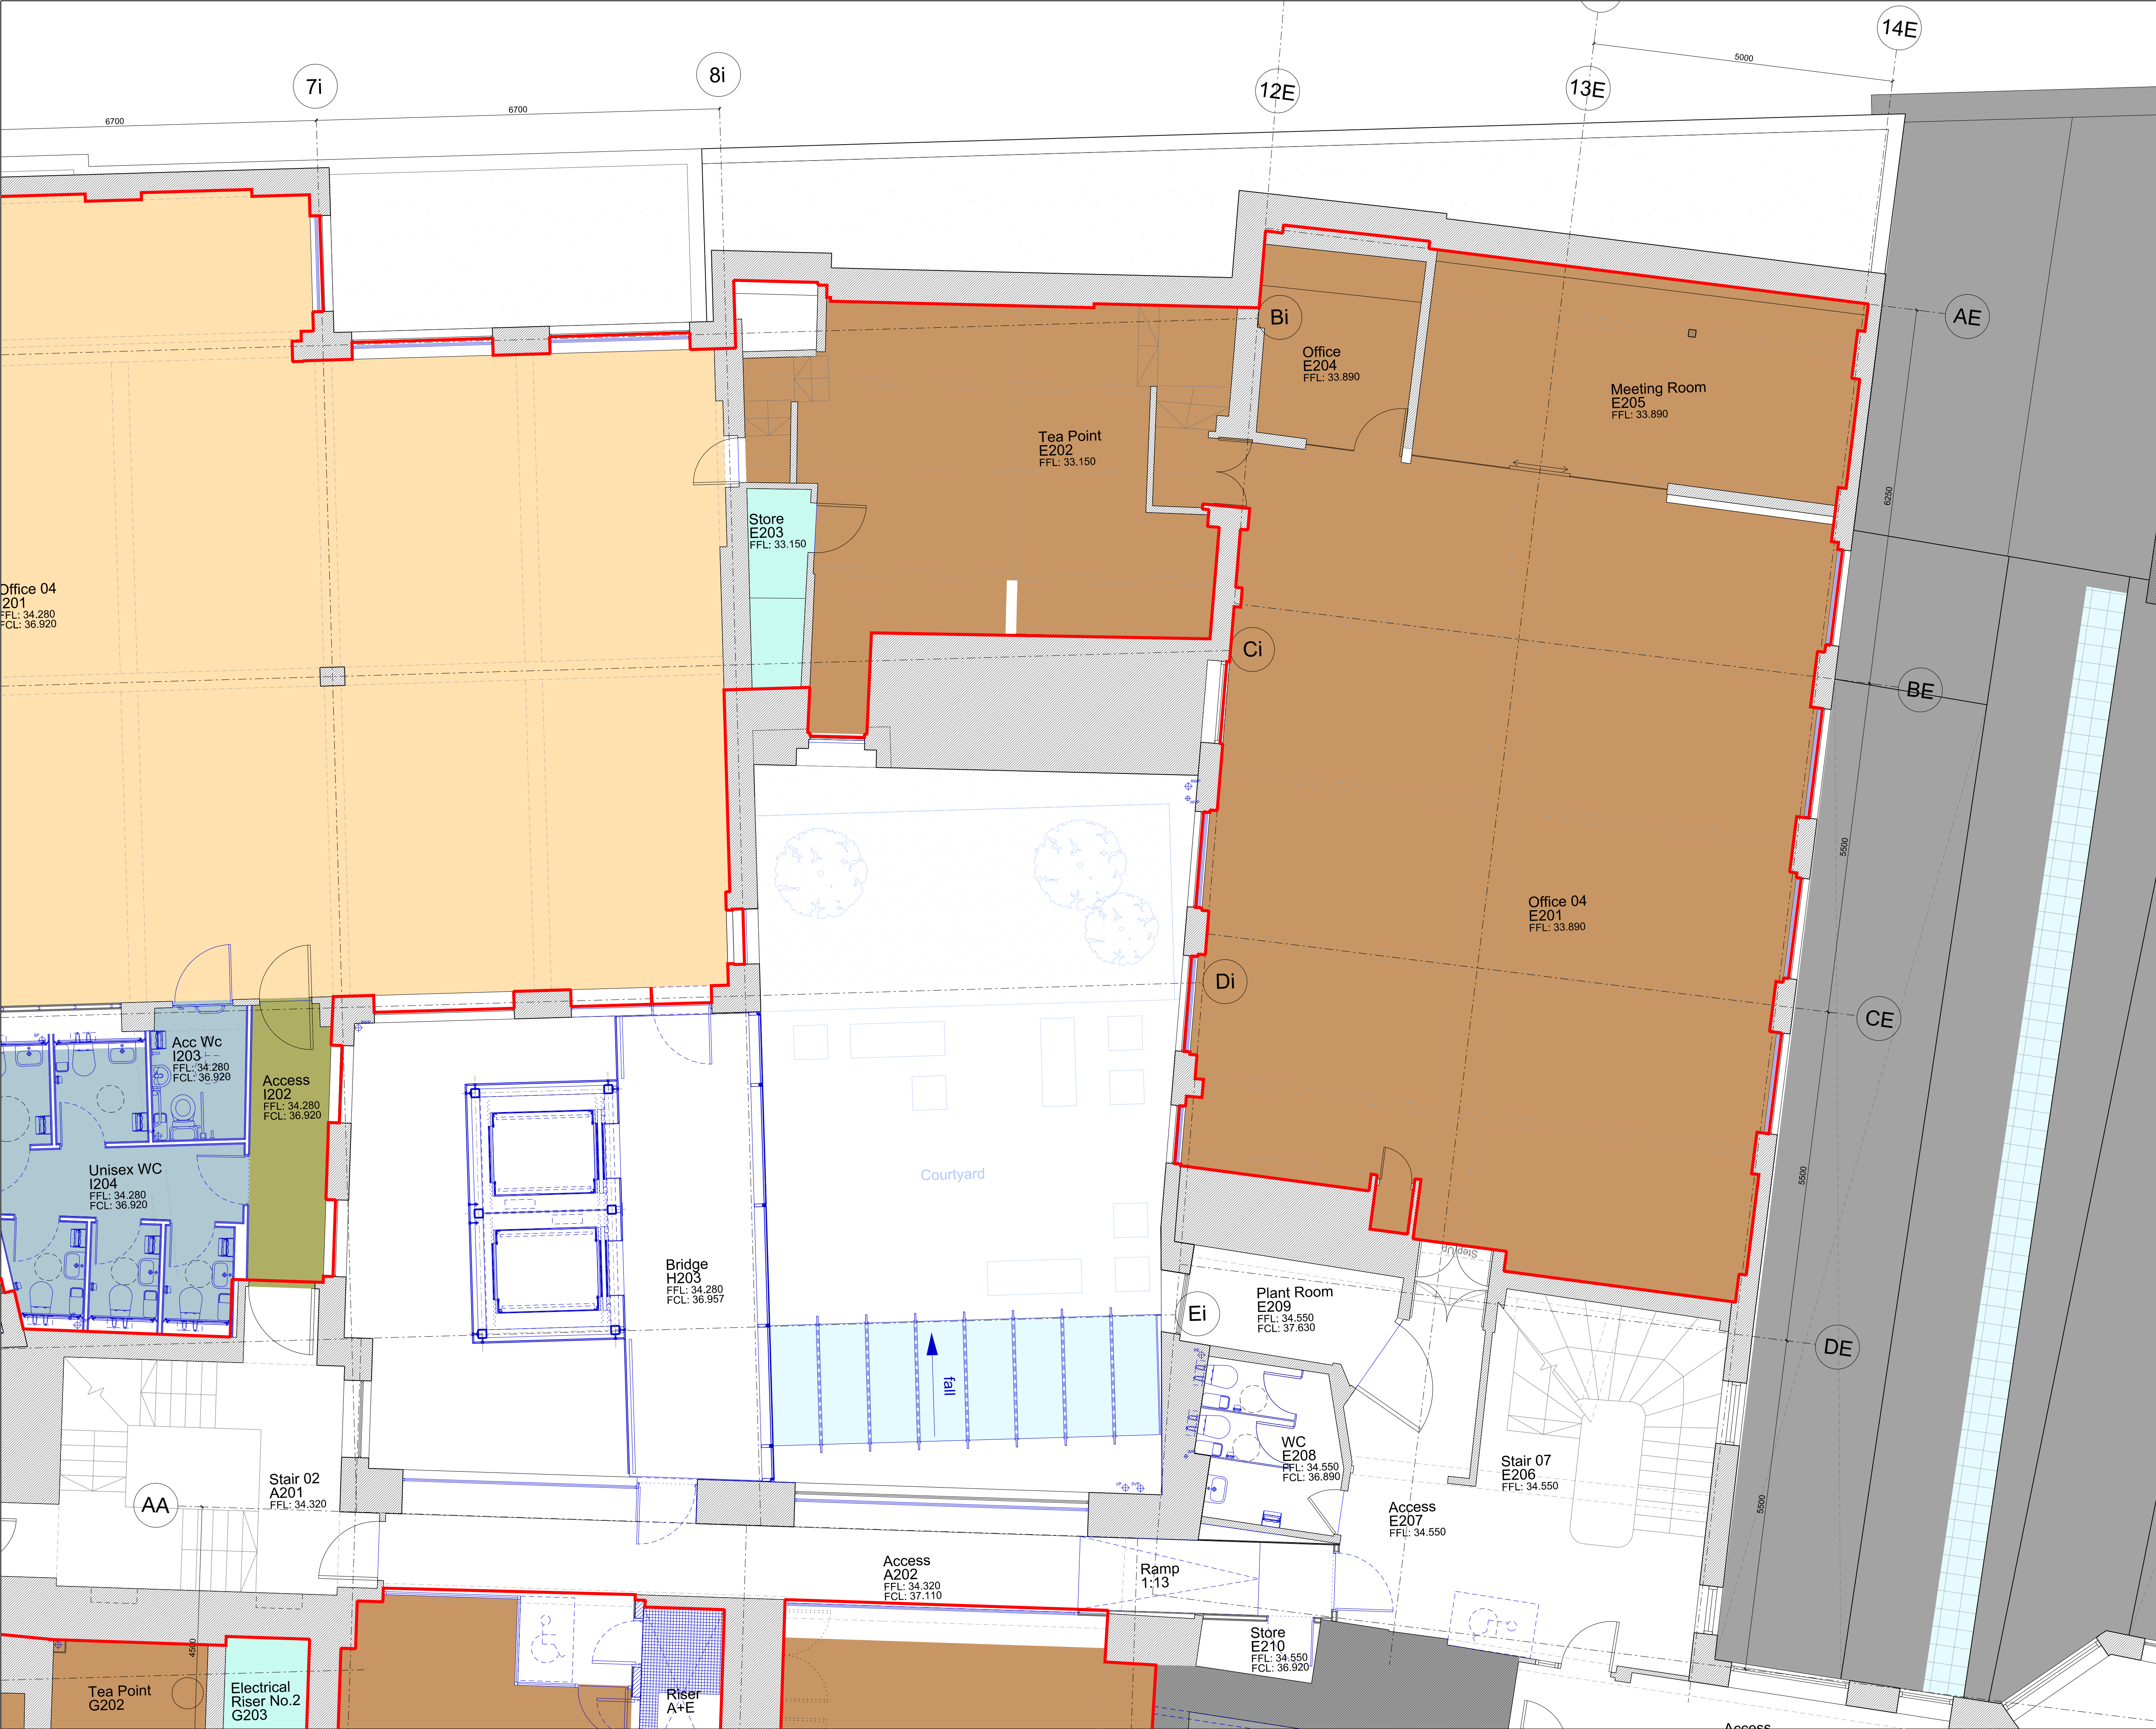 14E
5000
7i
8i
12E
13E
6700
6700
Bi
AE
Office
E204
FFL: 33.890
Meeting Room
E205
FFL: 33.890
Tea Point
E202
FFL: 33.150
6250
Store
E203
FFL: 33.150
Office 04
201
FFL: 34.280
FCL: 36.920
Ci
BE
5500
Office 04
E201
FFL: 33.890
Di
CE
Acc Wc
I203
FFL: 34.280
FCL: 36.920
Access
I202
FFL: 34.280
FCL: 36.920
Unisex WC
I204
FFL: 34.280
FCL: 36.920
Courtyard
5500
Step Up
Bridge
H203
FFL: 34.280
FCL: 36.957
Plant Room
E209
FFL: 34.550
FCL: 37.630
Ei
DE
fall
WC
E208
FFL: 34.550
FCL: 36.890
Stair 07
E206
FFL: 34.550
Stair 02
A201
FFL: 34.320
AA
Access
E207
FFL: 34.550
5500
Access
A202
FFL: 34.320
FCL: 37.110
Ramp
1:13
4500
Store
E210
FFL: 34.550
FCL: 36.920
Tea Point
G202
Electrical
Riser No.2
G203
Riser
A+E
Access